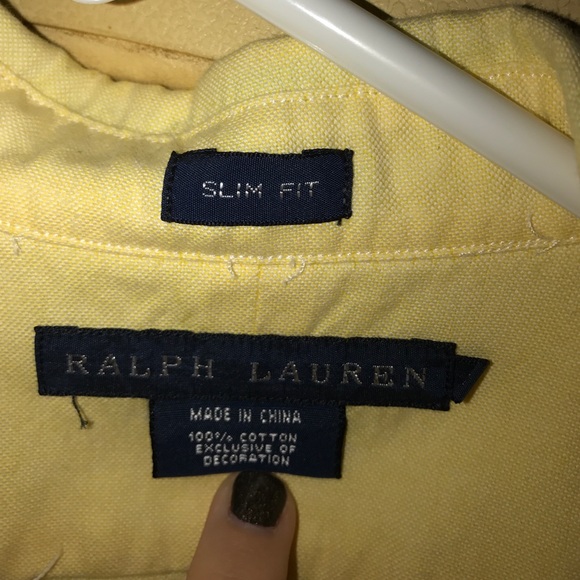 SLIM FIT
RALPH LAUREN
MADE IN CHINA
100% COTTON
EXCLUSIVE OF
DECORATION